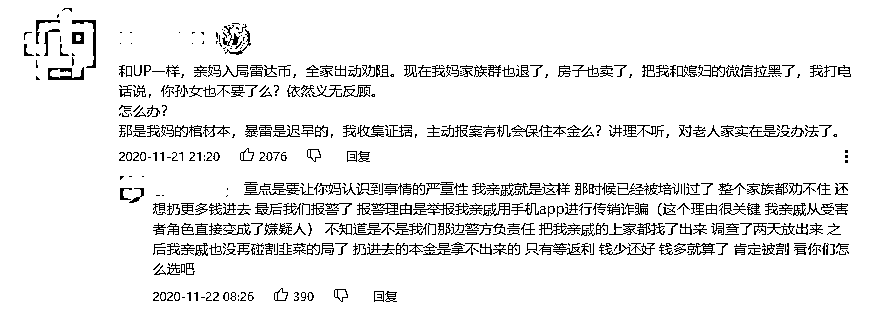 和UP一样，亲妈入局雷达币，全家出动劝阻。现在我妈家族群也退了，房子也卖了，把我和媳妇的微信拉黑了，我打电
话说，你孙女也不要了么？依然义无反顾。
怎么办？
那是我妈的棺材本，暴雷是迟早的，我收集证据，主动报案有机会保住本金么？讲理不听，对老人家实在是没办法了。
2020-11-21 21:20 2076 回复
： 重点是要让你妈认识到事情的严重性 我亲戚就是这样 那时候已经被培训过了 整个家族都劝不住 还
想扔更多钱进去 最后我们报警了 报警理由是举报我亲戚用手机app进行传销诈骗（这个理由很关键 我亲戚从受害
者角色直接变成了嫌疑人） 不知道是不是我们那边警方负责任 把我亲戚的上家都找了出来 调查了两天放出来 之
后我亲戚也没再碰割韭菜的局了 扔进去的本金是拿不出来的 只有等返利 钱少还好 钱多就算了 肯定被割 看你们怎
么选吧
2020-11-22 08:26 390 回复